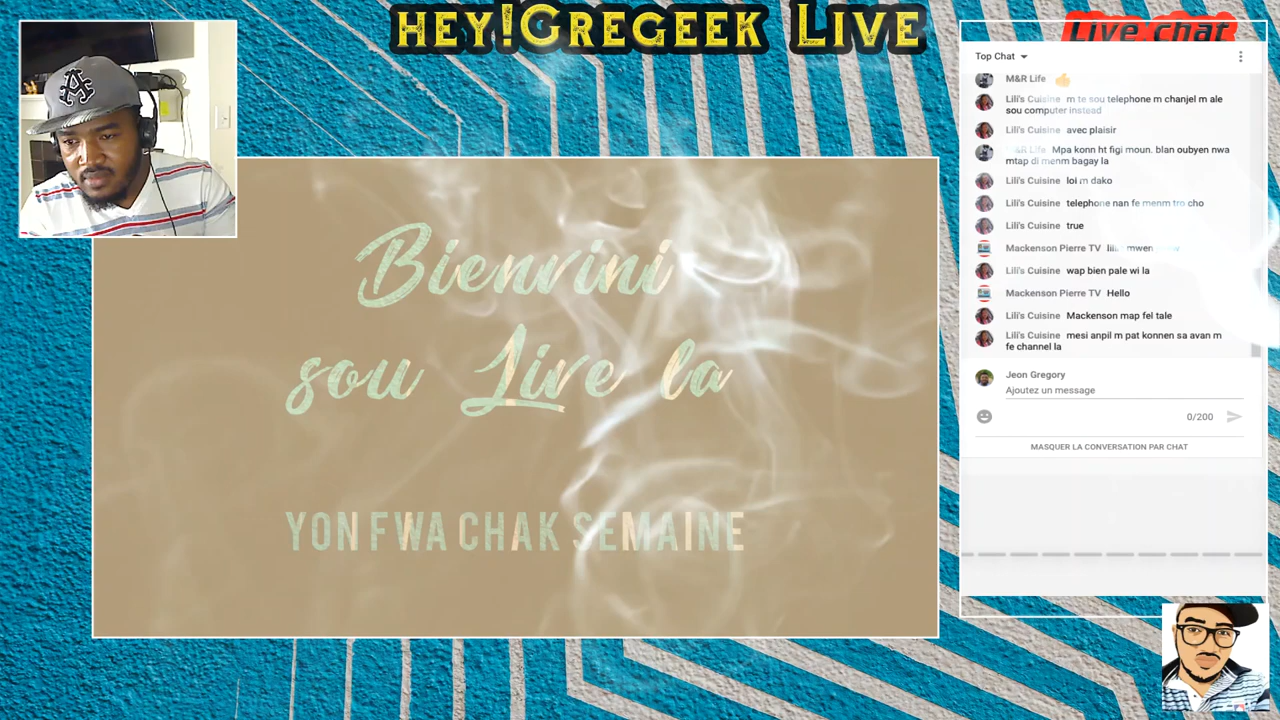 HEY!GREGEEK LIVE
Live chat
Top Chat
M&R Life
Lili's Cuisine m te sou telephone m chanjel m ale
sou computer instead
Lili's Cuisine avec plaisir
M&R Life Mpa konn ht figi moun. blan oubyen nwa
mtap di menm bagay la
Lili's Cuisine loi m dako
Lili's Cuisine telephone nan fe menm tro cho
Lili's Cuisine true
Mackenson Pierre TV mwen
Lili's Cuisine wap bien pale wi la
Mackenson Pierre TV Hello
Lili's Cuisine Mackenson map fel tale
Lili's Cuisine mesi anpil m pat konnen sa avan m
fe channel la
Jeon Gregory
Ajoutez un message
0/200
MASQUER LA CONVERSATION PAR CHAT
Bienvini
sou Live la
YON FWA CHAK SEMAINE
A